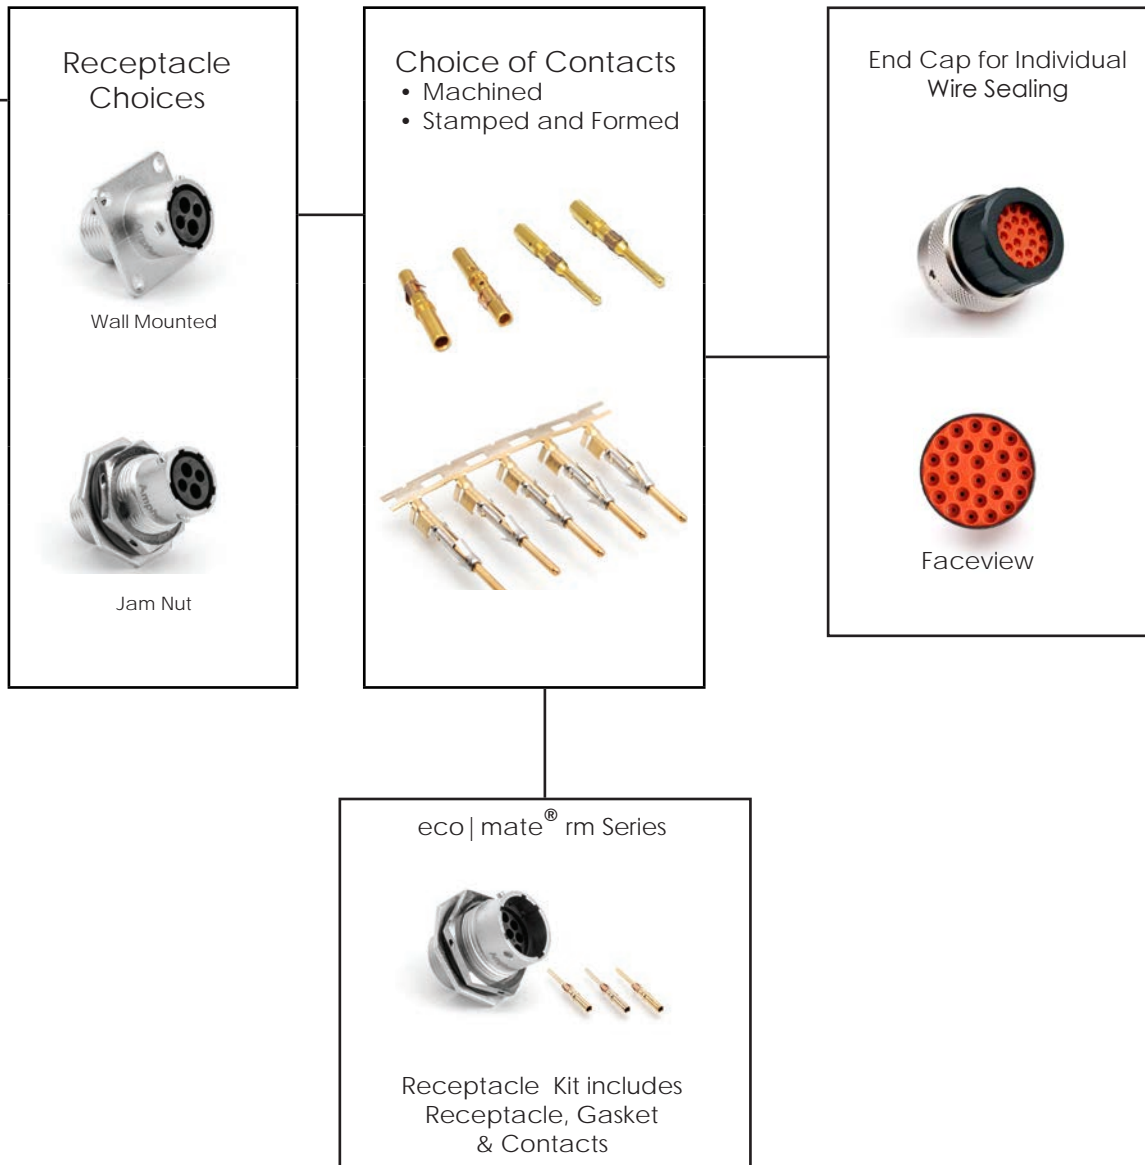 Receptacle
Choices
Wall Mounted
Jam Nut
Choice of Contacts
• Machined
• Stamped and Formed
End Cap for Individual
Wire Sealing
Faceview
eco|mate® rm Series
Receptacle Kit includes
Receptacle, Gasket
& Contacts